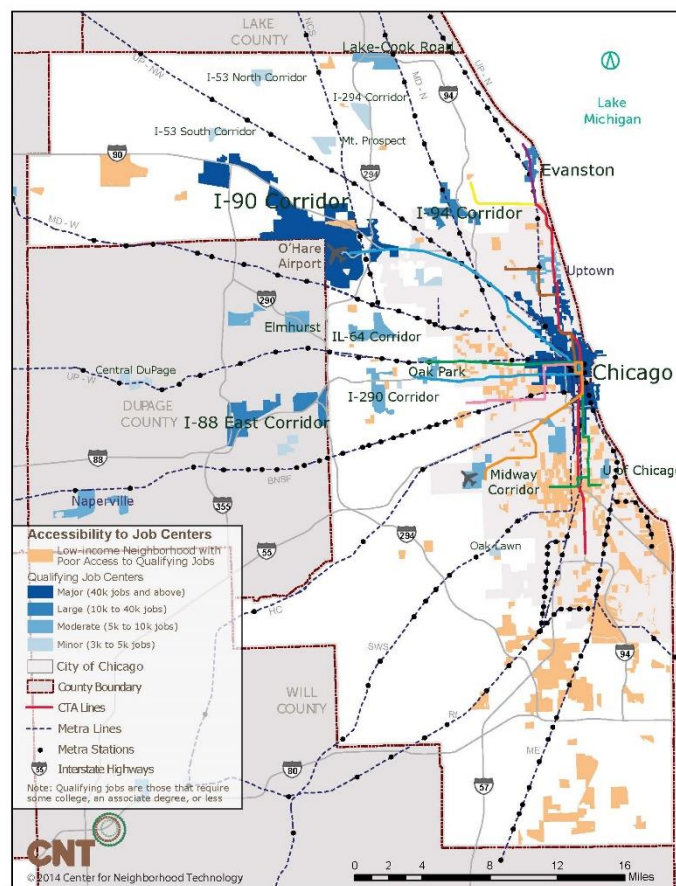 LAKE
COUNTY
NCS
UP - NW
Lake-Cook Road
MD - N
UP - N
94
Lake
Michigan
I-53 North Corridor
I-294 Corridor
I-53 South Corridor
Mt. Prospect
90
294
Evanston
I-90 Corridor
I-94 Corridor
MD - W
O'Hare
Airport
Uptown
290
Elmhurst
IL-64 Corridor
Central DuPage
Oak Park
Chicago
UP - W
DUPAGE
COUNTY
I-290 Corridor
I-88 East Corridor
88
BNSF
Midway
Corridor
U of Chicago
Naperville
355
55
294
Oak Lawn
HC
SWS
WILL
COUNTY
RI
94
80
ME
57
Accessibility to Job Centers
Low-income Neighborhood with
Poor Access to Qualifying Jobs
Qualifying Job Centers
Major (40k jobs and above)
Large (10k to 40k jobs)
Moderate (5k to 10k jobs)
Minor (3k to 5k jobs)
City of Chicago
County Boundary
CTA Lines
Metra Lines
Metra Stations
55 Interstate Highways
Note: Qualifying jobs are those that require
some college, an associate degree, or less
CNT
© 2014 Center for Neighborhood Technology
0 2 4 8 12 16
Miles